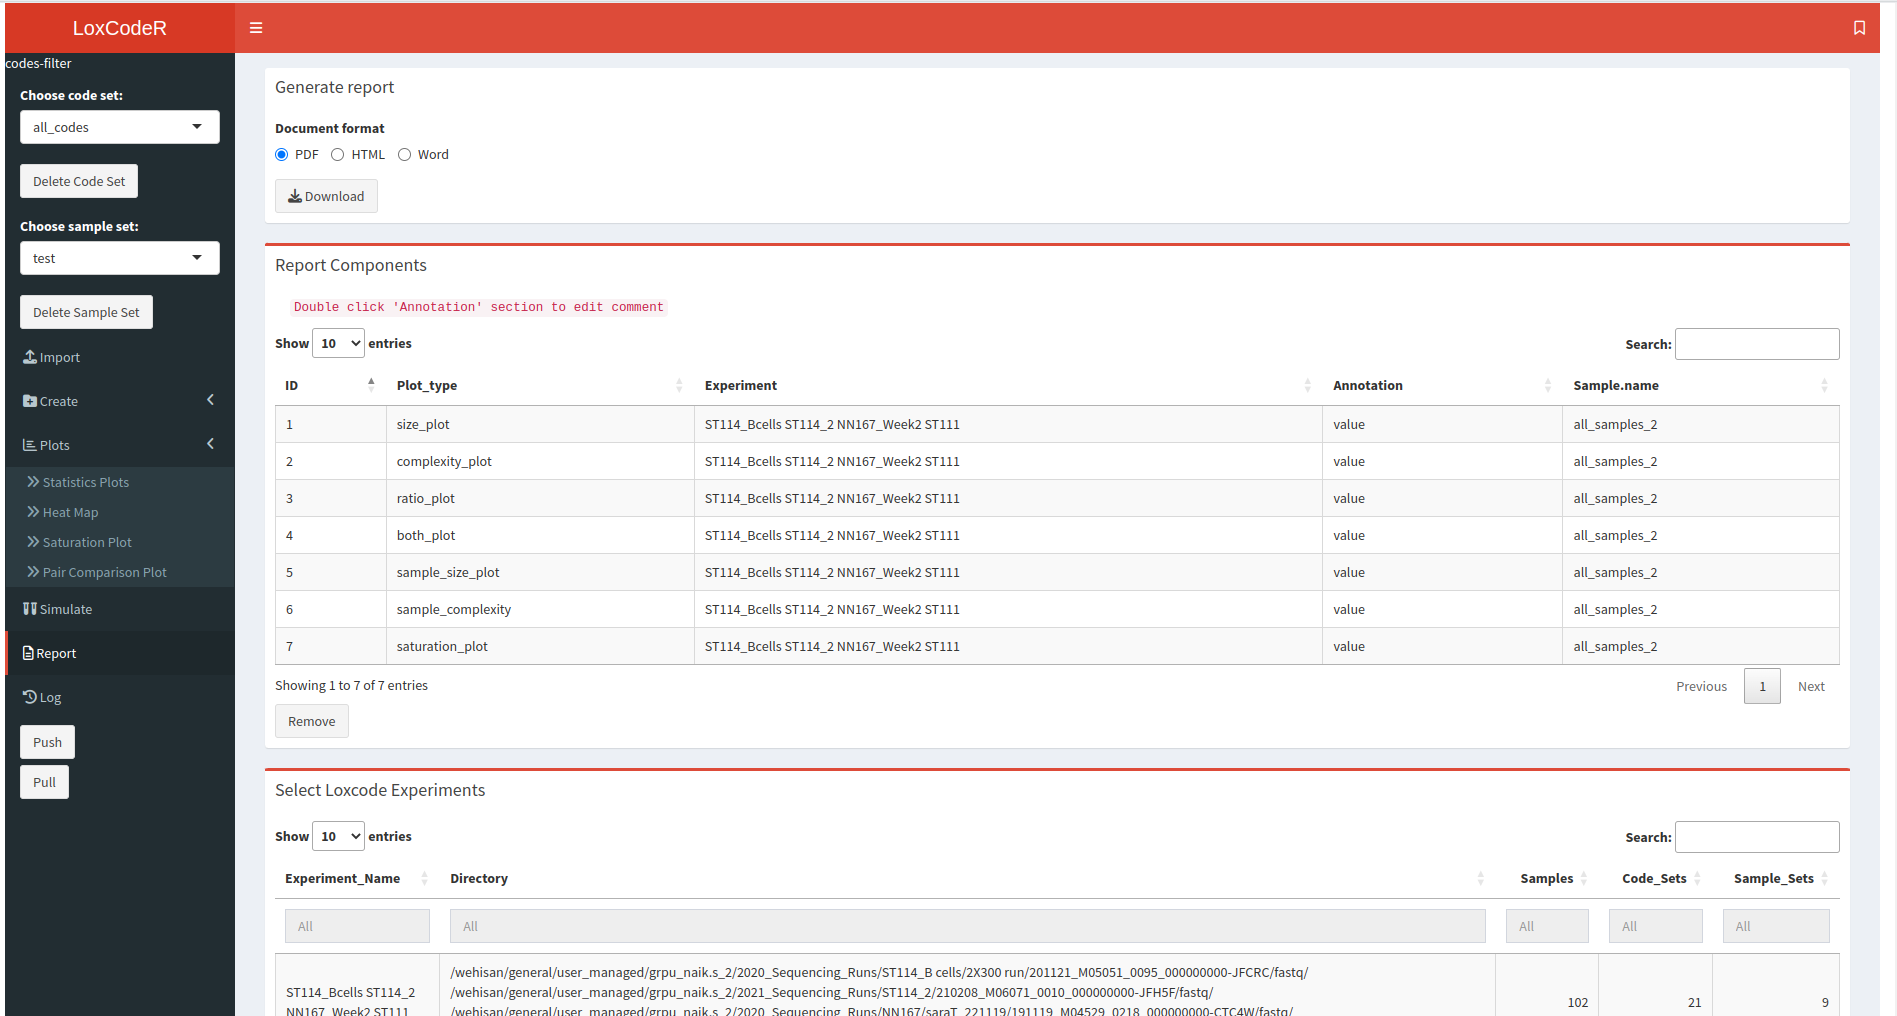 LoxCodeR
codes-filter
Choose code set:
all_codes
Delete Code Set
Choose sample set:
test
Delete Sample Set
Import
Create
Plots
Statistics Plots
Heat Map
Saturation Plot
Pair Comparison Plot
Simulate
Report
Log
Push
Pull
Generate report
Document format
PDF HTML Word
Download
Report Components
Double click 'Annotation' section to edit comment
Show 10 entries Search:
ID Plot_type Experiment Annotation Sample.name
1 size_plot ST114_Bcells ST114_2 NN167_Week2 ST111 value all_samples_2
2 complexity_plot ST114_Bcells ST114_2 NN167_Week2 ST111 value all_samples_2
3 ratio_plot ST114_Bcells ST114_2 NN167_Week2 ST111 value all_samples_2
4 both_plot ST114_Bcells ST114_2 NN167_Week2 ST111 value all_samples_2
5 sample_size_plot ST114_Bcells ST114_2 NN167_Week2 ST111 value all_samples_2
6 sample_complexity ST114_Bcells ST114_2 NN167_Week2 ST111 value all_samples_2
7 saturation_plot ST114_Bcells ST114_2 NN167_Week2 ST111 value all_samples_2
Showing 1 to 7 of 7 entries Previous 1 Next
Remove
Select Loxcode Experiments
Show 10 entries Search:
Experiment_Name Directory Samples Code_Sets Sample_Sets
All All All All All
/wehisan/general/user_managed/grpu_naik.s_2/2020_Sequencing_Runs/ST114_B cells/2X300 run/201121_M05051_0095_000000000-JFCRC/fastq/
ST114_Bcells ST114_2 /wehisan/general/user_managed/grpu_naik.s_2/2021_Sequencing_Runs/ST114_2/210208_M06071_0010_000000000-JFH5F/fastq/ 102 21 9
NN167_Week2 ST111 /wehisan/general/user_managed/grpu_naik.s_2/2020_Sequencing_Runs/NN167/saraT_221119/191119_M04529_0218_000000000-CTC4W/fastq/